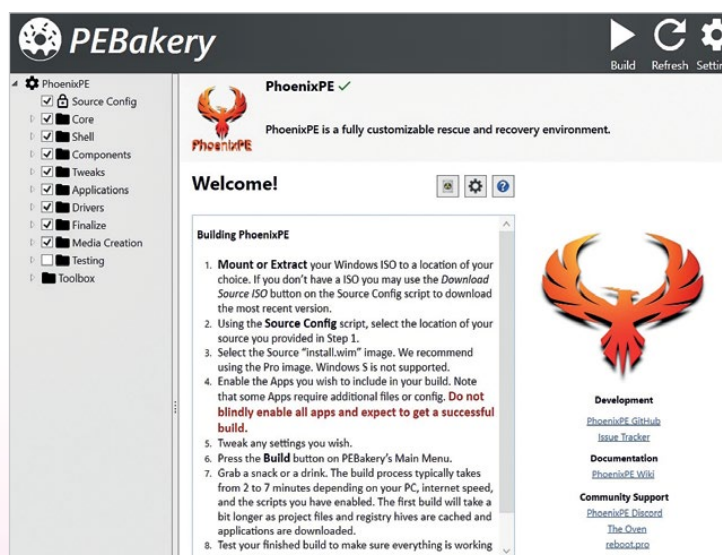 PEBakery
Build
Refresh
Settin
PhoenixPE
Source Config
Core
Shell
Components
Tweaks
Applications
Drivers
Finalize
Media Creation
Testing
Toolbox
PhoenixPE
PhoenixPE
PhoenixPE is a fully customizable rescue and recovery environment.
Welcome!
Building PhoenixPE
1. Mount or Extract your Windows ISO to a location of your
choice. If you don't have a ISO you may use the Download
Source ISO button on the Source Config script to download
the most recent version.
2. Using the Source Config script, select the location of your
source you provided in Step 1.
3. Select the Source "install.wim" image. We recommend
using the Pro image. Windows S is not supported.
4. Enable the Apps you wish to include in your build. Note
that some Apps require additional files or config. Do not
blindly enable all apps and expect to get a successful
build.
5. Tweak any settings you wish.
6. Press the Build button on PEBakery's Main Menu.
7. Grab a snack or a drink. The build process typically takes
from 2 to 7 minutes depending on your PC, internet speed,
and the scripts you have enabled. The first build will take a
bit longer as project files and registry hives are cached and
applications are downloaded.
8. Test your finished build to make sure everything is working
Development
PhoenixPE GitHub
Issue Tracker
Documentation
PhoenixPE Wiki
Community Support
PhoenixPE Discord
The Oven
reboot.pro